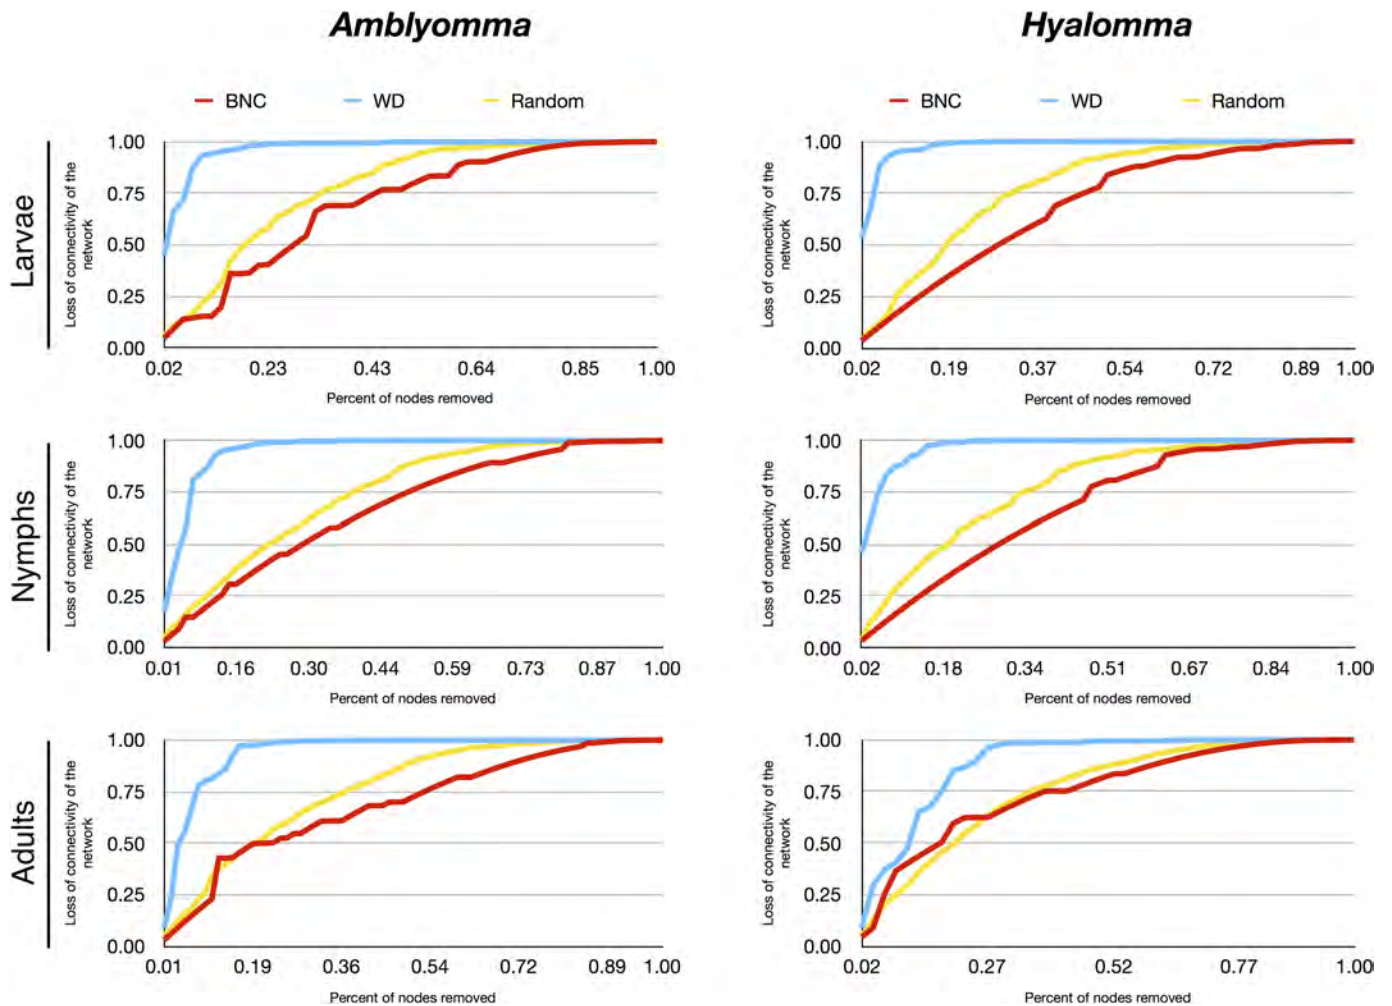 Amblyomma
Hyalomma
BNC WD Random
BNC WD Random
Larvae
Loss of connectivity of the
network
1.00
0.75
0.50
0.25
0.00
0.02 0.23 0.43 0.64 0.85 1.00
Percent of nodes removed
Loss of connectivity of the
network
1.00
0.75
0.50
0.25
0.00
0.02 0.19 0.37 0.54 0.72 0.89 1.00
Percent of nodes removed
Nymphs
Loss of connectivity of the
network
1.00
0.75
0.50
0.25
0.00
0.01 0.16 0.30 0.44 0.59 0.73 0.87 1.00
Percent of nodes removed
Loss of connectivity of the
network
1.00
0.75
0.50
0.25
0.00
0.02 0.18 0.34 0.51 0.67 0.84 1.00
Percent of nodes removed
Adults
Loss of connectivity of the
network
1.00
0.75
0.50
0.25
0.00
0.01 0.19 0.36 0.54 0.72 0.89 1.00
Percent of nodes removed
Loss of connectivity of the
network
1.00
0.75
0.50
0.25
0.00
0.02 0.27 0.52 0.77 1.00
Percent of nodes removed